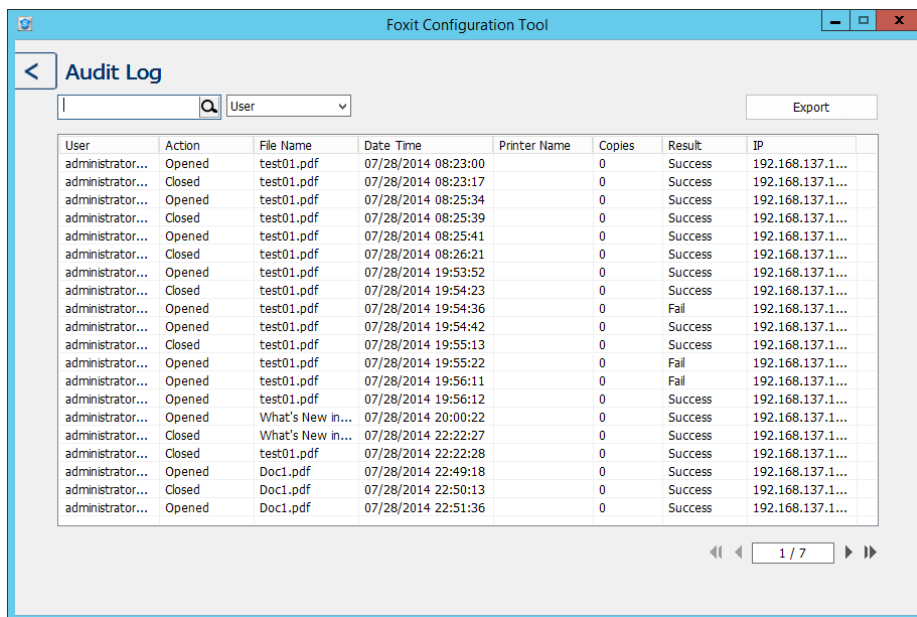 Foxit Configuration Tool
Audit Log
User
Export
User Action File Name Date Time Printer Name Copies Result IP
administrator... Opened test01.pdf 07/28/2014 08:23:00 0 Success 192.168.137.1...
administrator... Closed test01.pdf 07/28/2014 08:23:17 0 Success 192.168.137.1...
administrator... Opened test01.pdf 07/28/2014 08:25:34 0 Success 192.168.137.1...
administrator... Closed test01.pdf 07/28/2014 08:25:39 0 Success 192.168.137.1...
administrator... Opened test01.pdf 07/28/2014 08:25:41 0 Success 192.168.137.1...
administrator... Closed test01.pdf 07/28/2014 08:26:21 0 Success 192.168.137.1...
administrator... Opened test01.pdf 07/28/2014 19:53:52 0 Success 192.168.137.1...
administrator... Closed test01.pdf 07/28/2014 19:54:23 0 Success 192.168.137.1...
administrator... Opened test01.pdf 07/28/2014 19:54:36 0 Fail 192.168.137.1...
administrator... Opened test01.pdf 07/28/2014 19:54:42 0 Success 192.168.137.1...
administrator... Closed test01.pdf 07/28/2014 19:55:13 0 Success 192.168.137.1...
administrator... Opened test01.pdf 07/28/2014 19:55:22 0 Fail 192.168.137.1...
administrator... Opened test01.pdf 07/28/2014 19:56:11 0 Fail 192.168.137.1...
administrator... Opened test01.pdf 07/28/2014 19:56:12 0 Success 192.168.137.1...
administrator... Opened What's New in... 07/28/2014 20:00:22 0 Success 192.168.137.1...
administrator... Closed What's New in... 07/28/2014 22:22:27 0 Success 192.168.137.1...
administrator... Closed test01.pdf 07/28/2014 22:22:28 0 Success 192.168.137.1...
administrator... Opened Doc1.pdf 07/28/2014 22:49:18 0 Success 192.168.137.1...
administrator... Closed Doc1.pdf 07/28/2014 22:50:13 0 Success 192.168.137.1...
administrator... Opened Doc1.pdf 07/28/2014 22:51:36 0 Success 192.168.137.1...
1 / 7